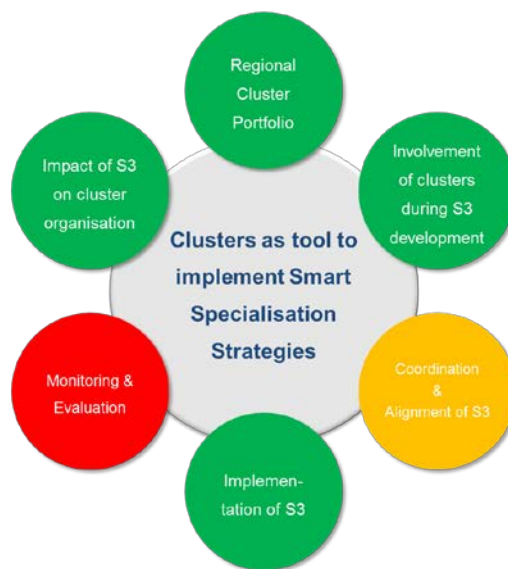 Regional
Cluster
Portfolio
Impact of S3
on cluster
organisation
Involvement
of clusters
during S3
development
Clusters as tool to
implement Smart
Specialisation
Strategies
Monitoring &
Evaluation
Coordination
&
Alignment of S3
Implemen-
tation of S3